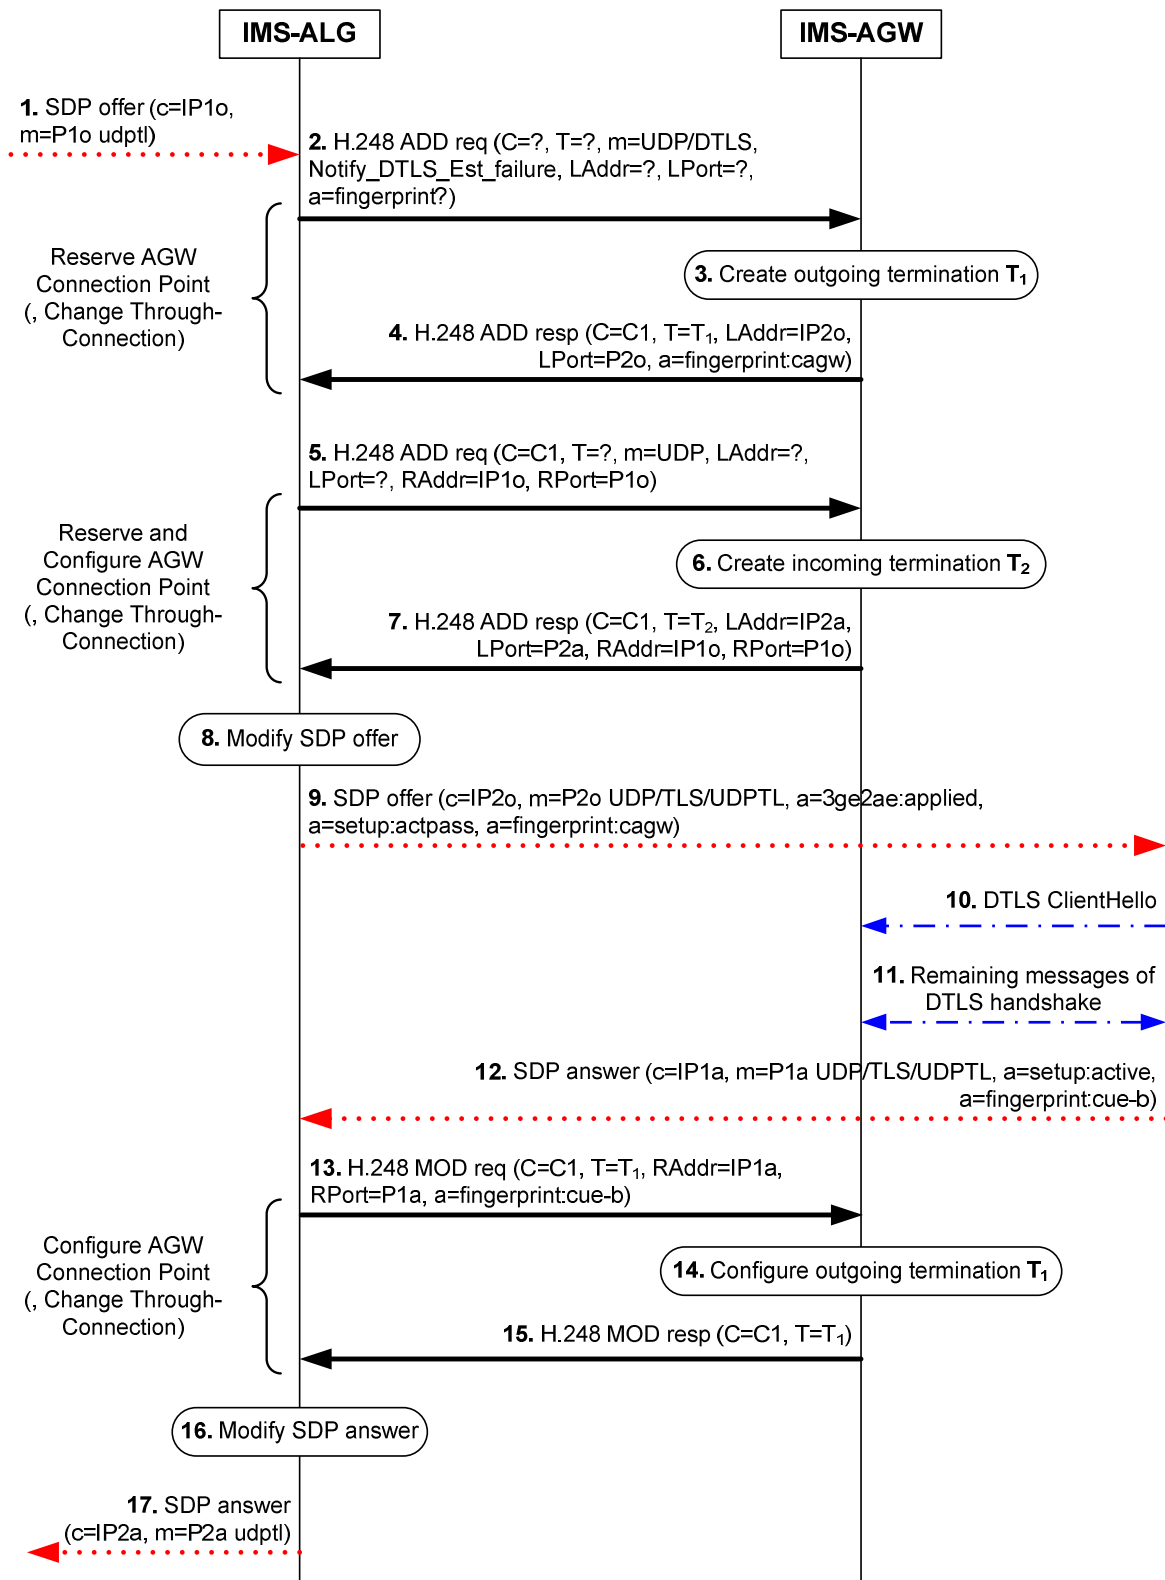 IMS-ALG
IMS-AGW
1. SDP offer (c=IP1o,
m=P1o udptl)
2. H.248 ADD req (C=?, T=?, m=UDP/DTLS,
Notify_DTLS_Est_failure, LAddr=?, LPort=?,
a=fingerprint?)
Reserve AGW
Connection Point
(, Change Through-
Connection)
3. Create outgoing termination T1
4. H.248 ADD resp (C=C1, T=T1, LAddr=IP2o,
LPort=P2o, a=fingerprint:cagw)
5. H.248 ADD req (C=C1, T=?, m=UDP, LAddr=?,
LPort=?, RAddr=IP1o, RPort=P1o)
Reserve and
Configure AGW
Connection Point
(, Change Through-
Connection)
6. Create incoming termination T2
7. H.248 ADD resp (C=C1, T=T2, LAddr=IP2a,
LPort=P2a, RAddr=IP1o, RPort=P1o)
8. Modify SDP offer
9. SDP offer (c=IP2o, m=P2o UDP/TLS/UDPTL, a=3ge2ae:applied,
a=setup:actpass, a=fingerprint:cagw)
10. DTLS ClientHello
11. Remaining messages of
DTLS handshake
12. SDP answer (c=IP1a, m=P1a UDP/TLS/UDPTL, a=setup:active,
a=fingerprint:cue-b)
13. H.248 MOD req (C=C1, T=T1, RAddr=IP1a,
RPort=P1a, a=fingerprint:cue-b)
Configure AGW
Connection Point
(, Change Through-
Connection)
14. Configure outgoing termination T1
15. H.248 MOD resp (C=C1, T=T1)
16. Modify SDP answer
17. SDP answer
(c=IP2a, m=P2a udptl)